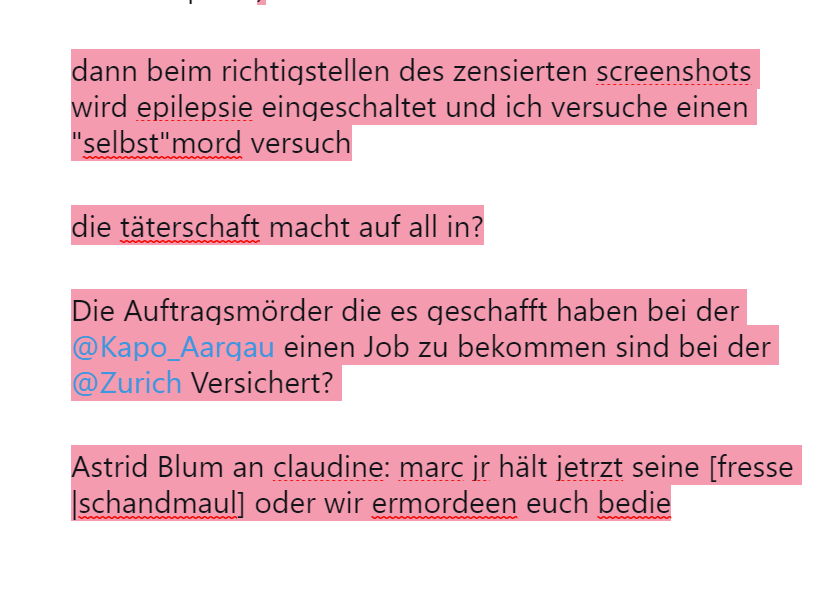 dann beim richtigstellen des zensierten screenshots
wird epilepsie eingeschaltet und ich versuche einen
"selbst"mord versuch
die täterschaft macht auf all in?
Die Auftragsmörder die es geschafft haben bei der
@Kapo_Aargau einen Job zu bekommen sind bei der
@Zurich Versichert?
Astrid Blum an claudine: marc jr hält jetrzt seine [fresse
|schandmaul] oder wir ermordeen euch bedie